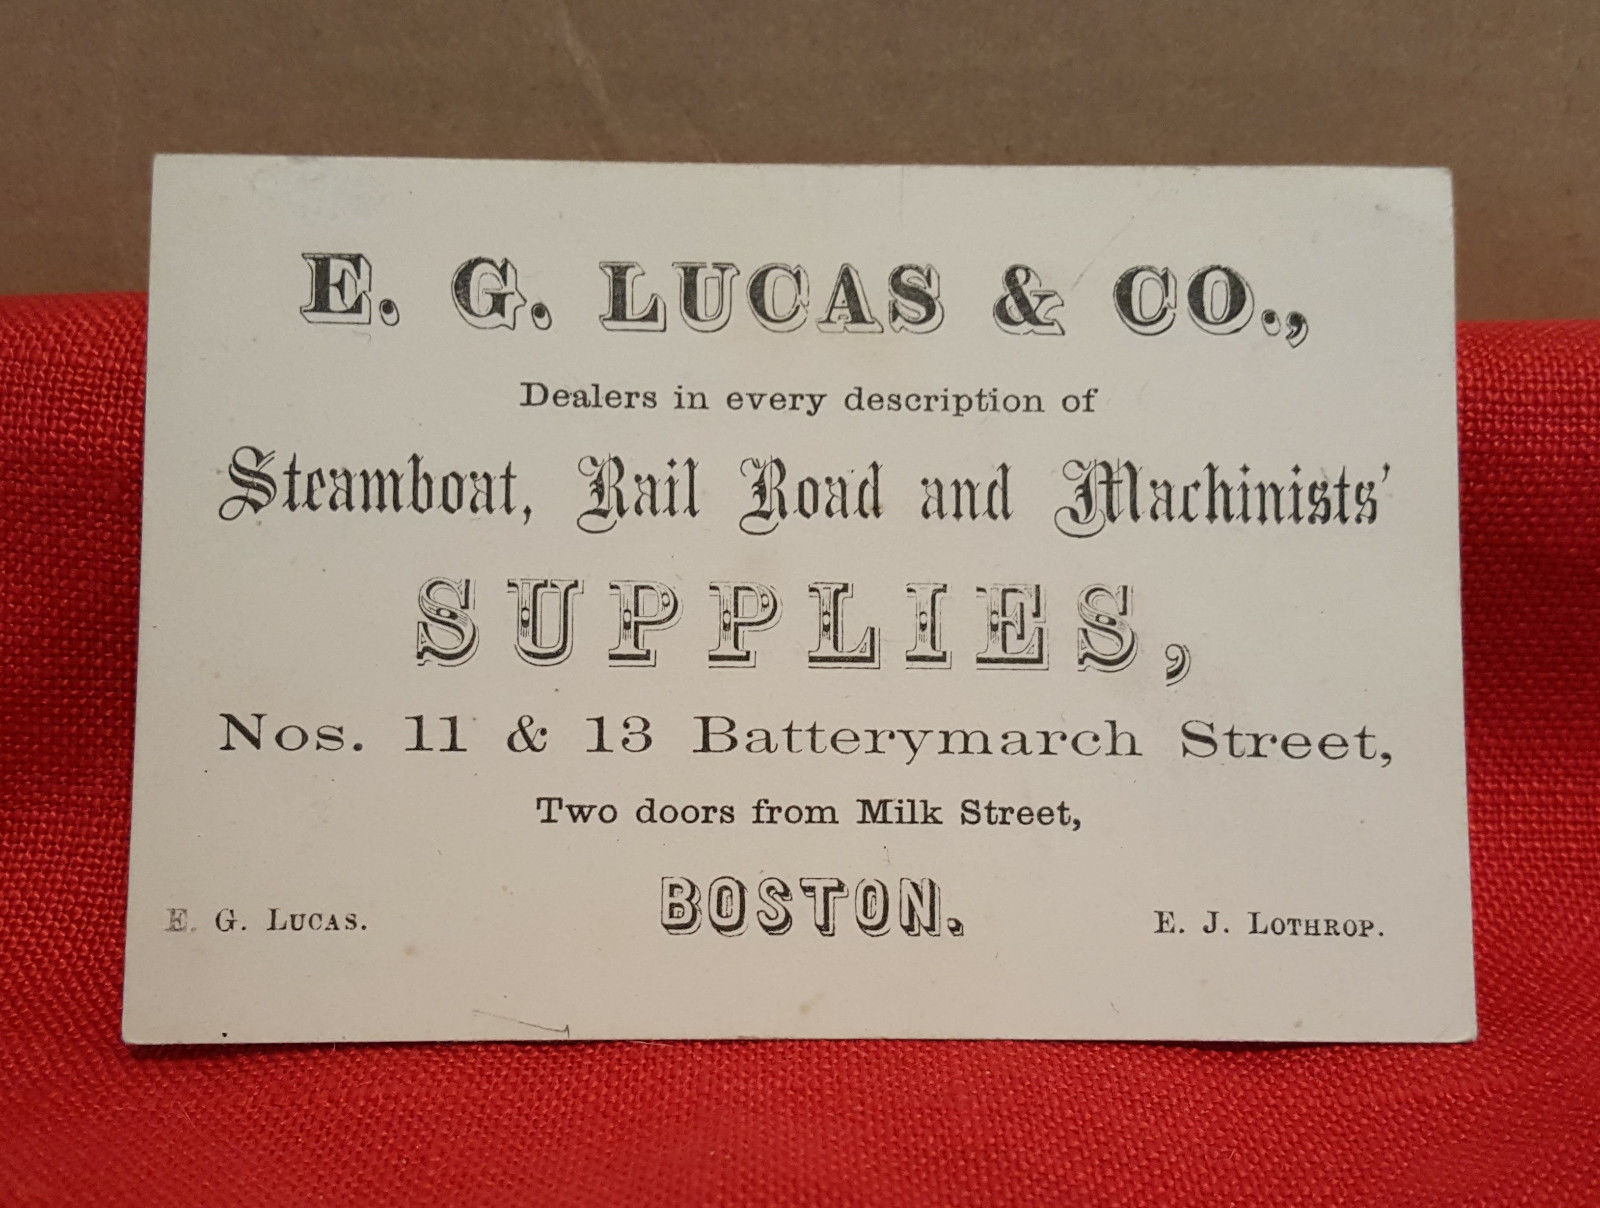 E. G. LUCAS & CO.,
Dealers in every description of
Steamboat, Rail Road and Machinists'
SUPPLIES,
Nos. 11 & 13 Batterymarch Street,
Two doors from Milk Street,
BOSTON.
E. G. LUCAS.
E. J. LOTHROP.